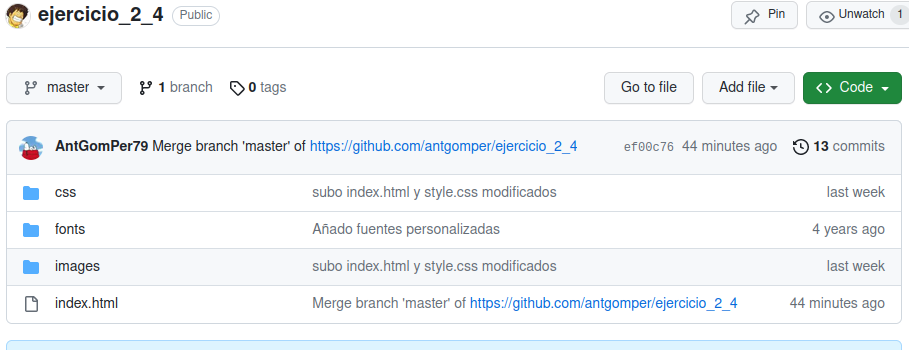 ejercicio_2_4 Public Pin Unwatch 1
master 1 branch 0 tags Go to file Add file Code
AntGomPer79 Merge branch 'master' of https://github.com/antgomper/ejercicio_2_4 ef00c76 44 minutes ago 13 commits
css subo index.html y style.css modificados last week
fonts Añado fuentes personalizadas 4 years ago
images subo index.html y style.css modificados last week
index.html Merge branch 'master' of https://github.com/antgomper/ejercicio_2_4 44 minutes ago